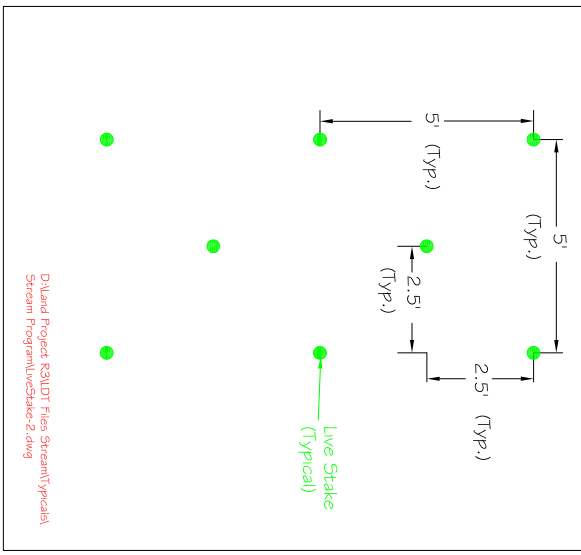 5'
(Typ.)
5'
(Typ.)
2.5'
(Typ.)
2.5'
(Typ.)
Live Stake
(Typical)
D:\Land Project R3\LDT Files Stream\Typicals\
Stream Program\LiveStake-2.dwg